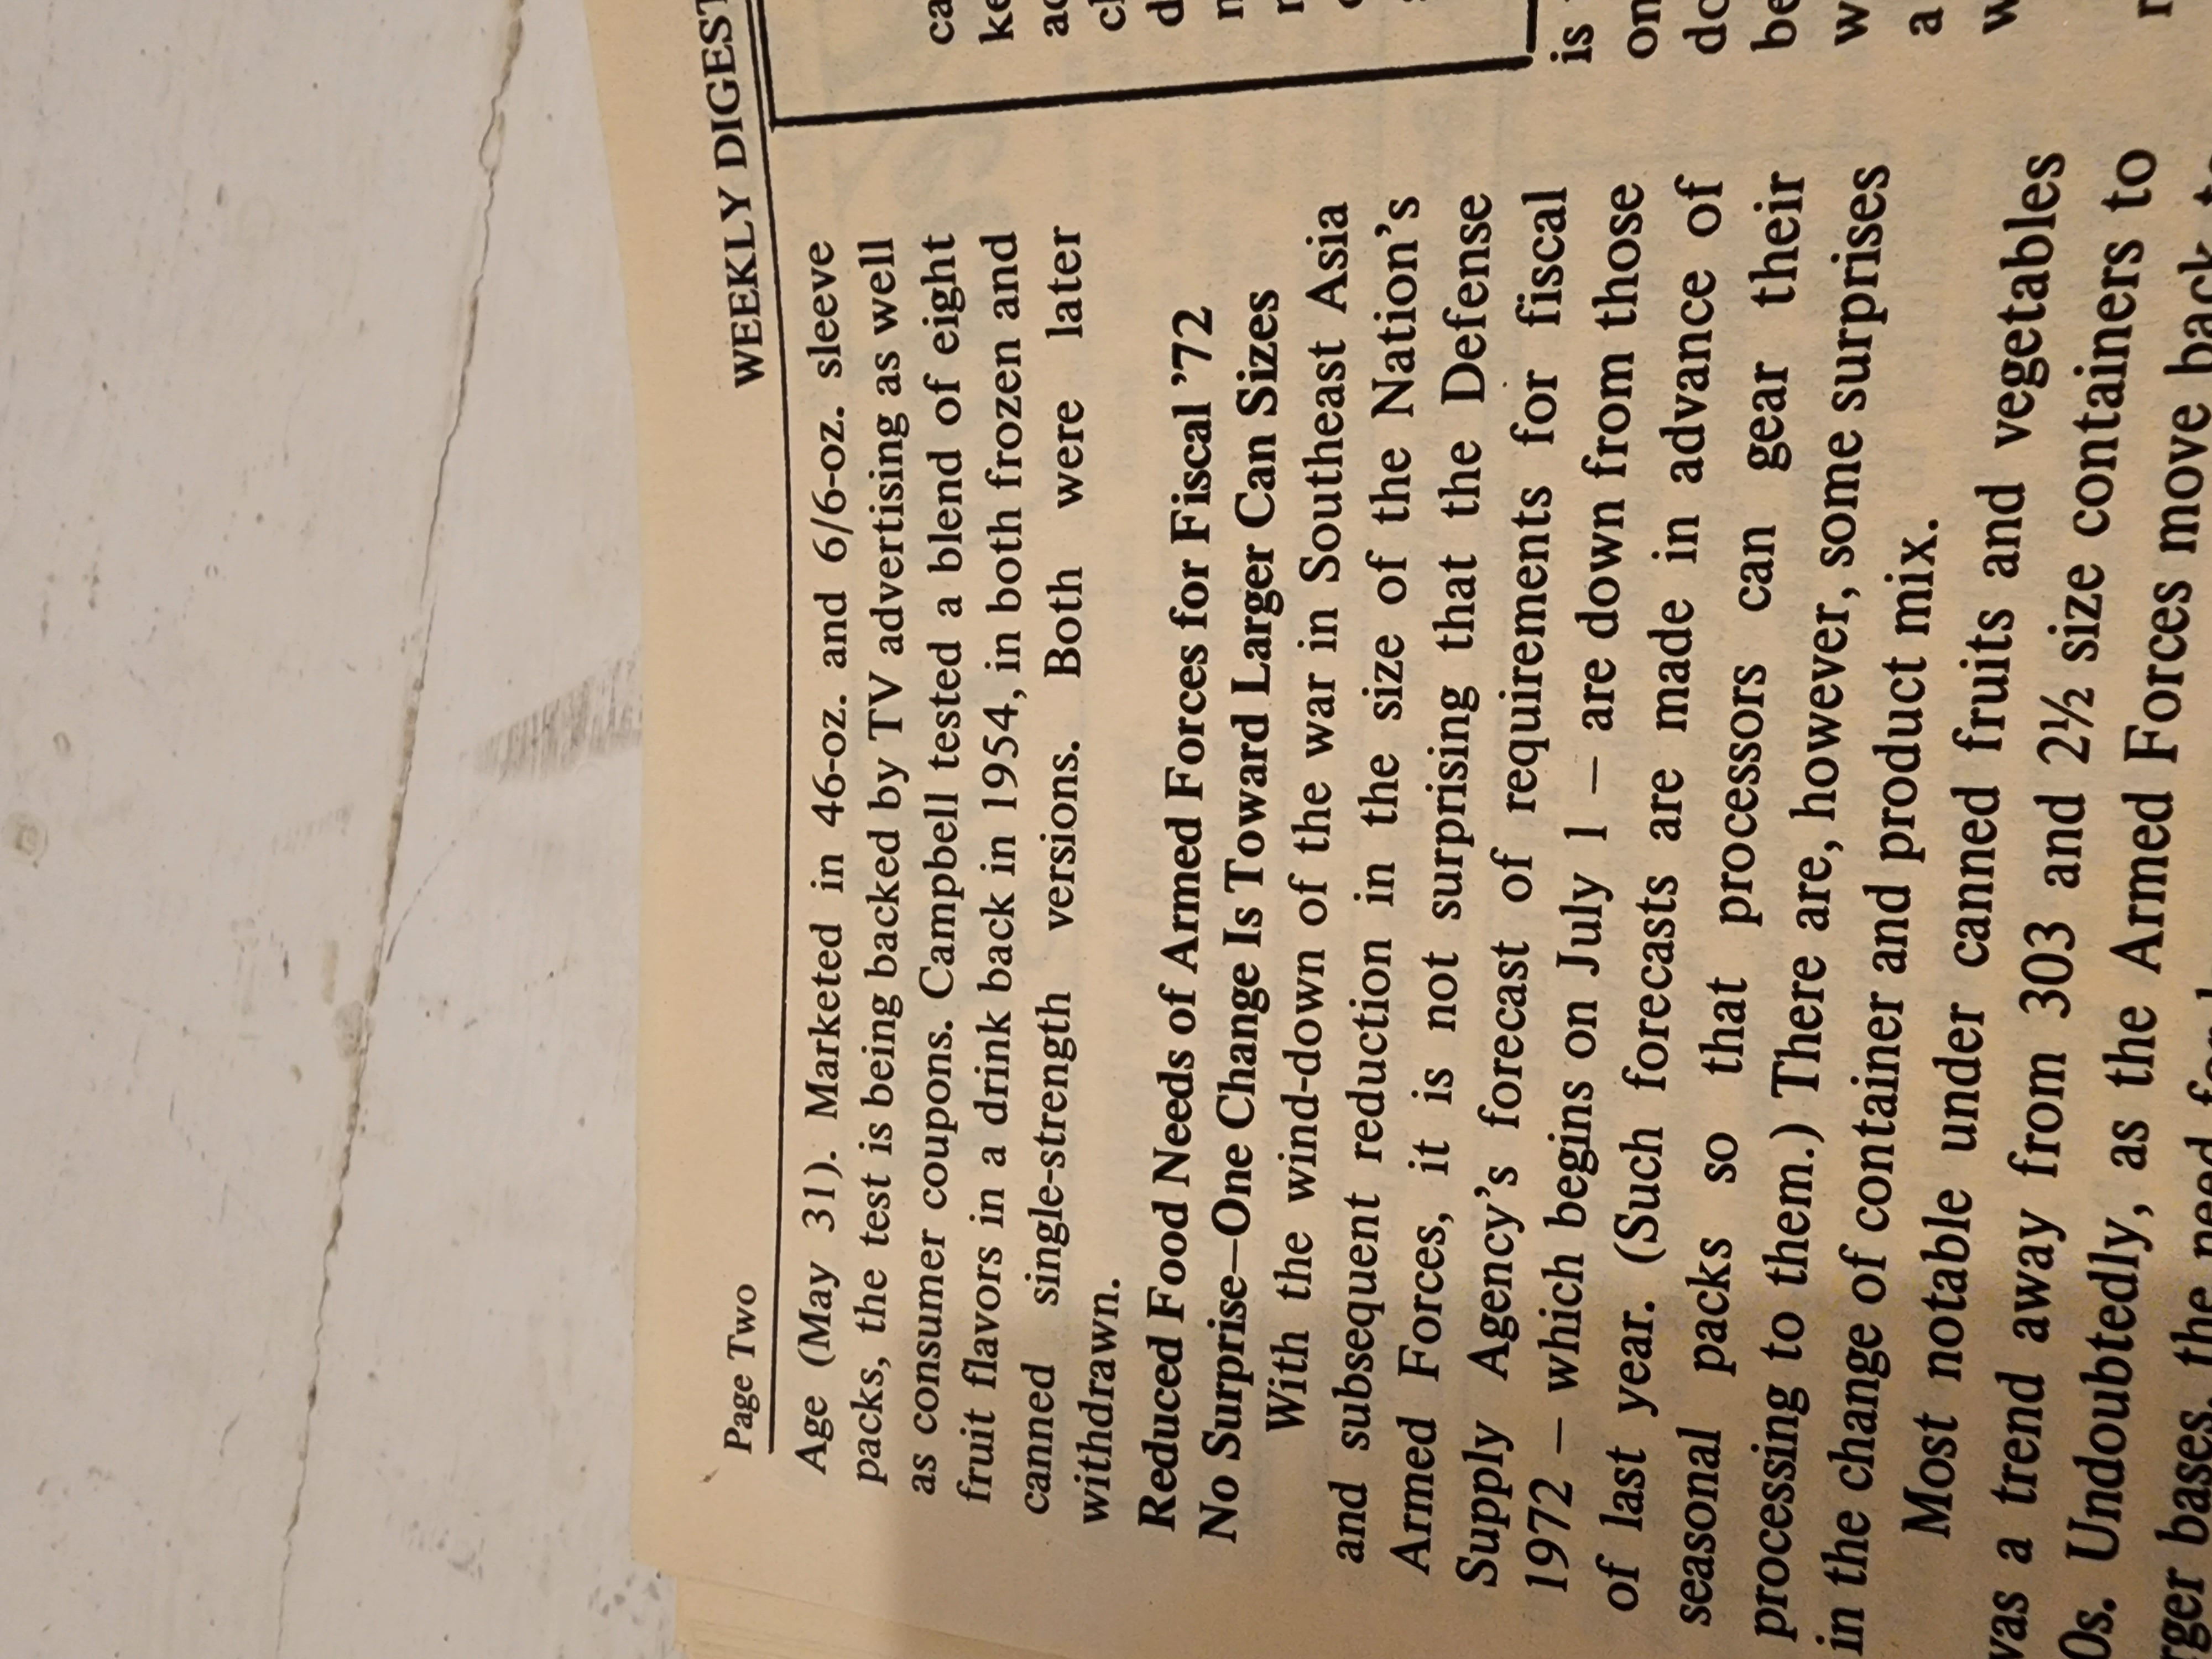 Page Two
WEEKLY DIGEST
Age (May 31). Marketed in 46-oz. and 6/6-oz. sleeve
packs, the test is being backed by TV advertising as well
as consumer coupons. Campbell tested a blend of eight
fruit flavors in a drink back in 1954, in both frozen and
canned single-strength versions. Both were later
withdrawn.
Reduced Food Needs of Armed Forces for Fiscal ’72
No Surprise—One Change Is Toward Larger Can Sizes
With the wind-down of the war in Southeast Asia
and subsequent reduction in the size of the Nation’s
Armed Forces, it is not surprising that the Defense
Supply Agency’s forecast of requirements for fiscal
1972 – which begins on July 1 – are down from those
of last year. (Such forecasts are made in advance of
seasonal packs so that processors can gear their
processing to them.) There are, however, some surprises
in the change of container and product mix.
Most notable under canned fruits and vegetables
was a trend away from 303 and 2½ size containers to
0s. Undoubtedly, as the Armed Forces move back to
rger bases, the need for
is